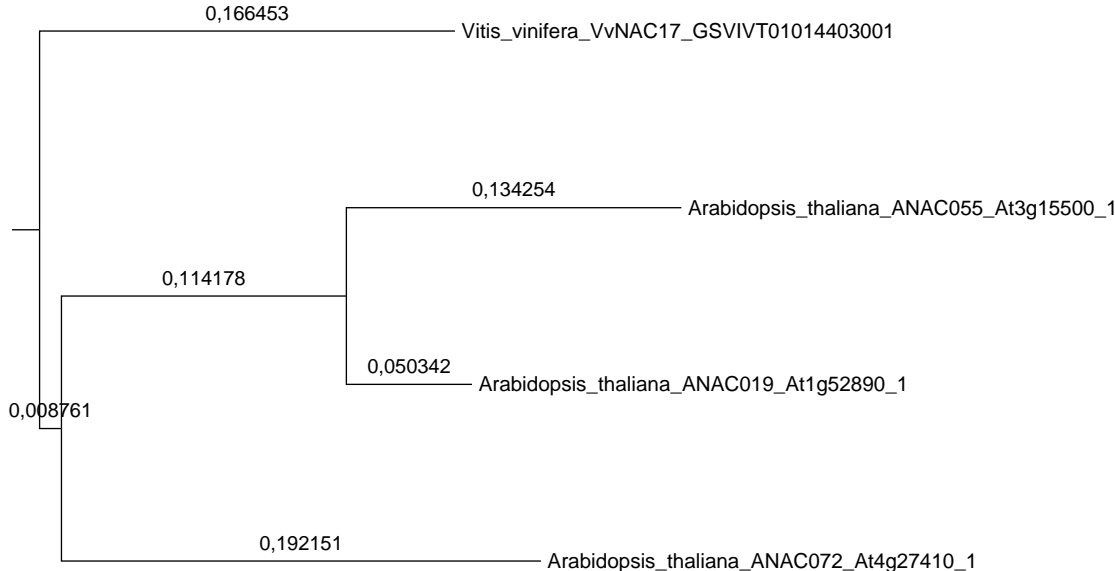 0,166453
Vitis_vinifera_VvNAC17_GSVIVT01014403001
0,134254
Arabidopsis_thaliana_ANAC055_At3g15500_1
0,114178
0,050342
Arabidopsis_thaliana_ANAC019_At1g52890_1
0,008761
0,192151
Arabidopsis_thaliana_ANAC072_At4g27410_1